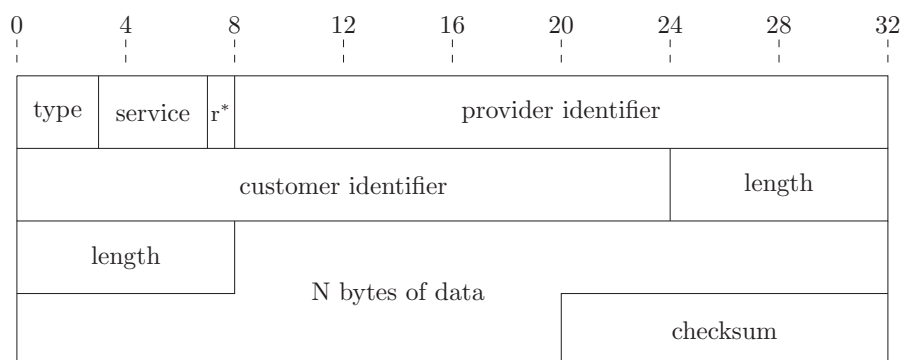 0 4 8 12 16 20 24 28 32
type service r* provider identifier
customer identifier length
length
N bytes of data
checksum